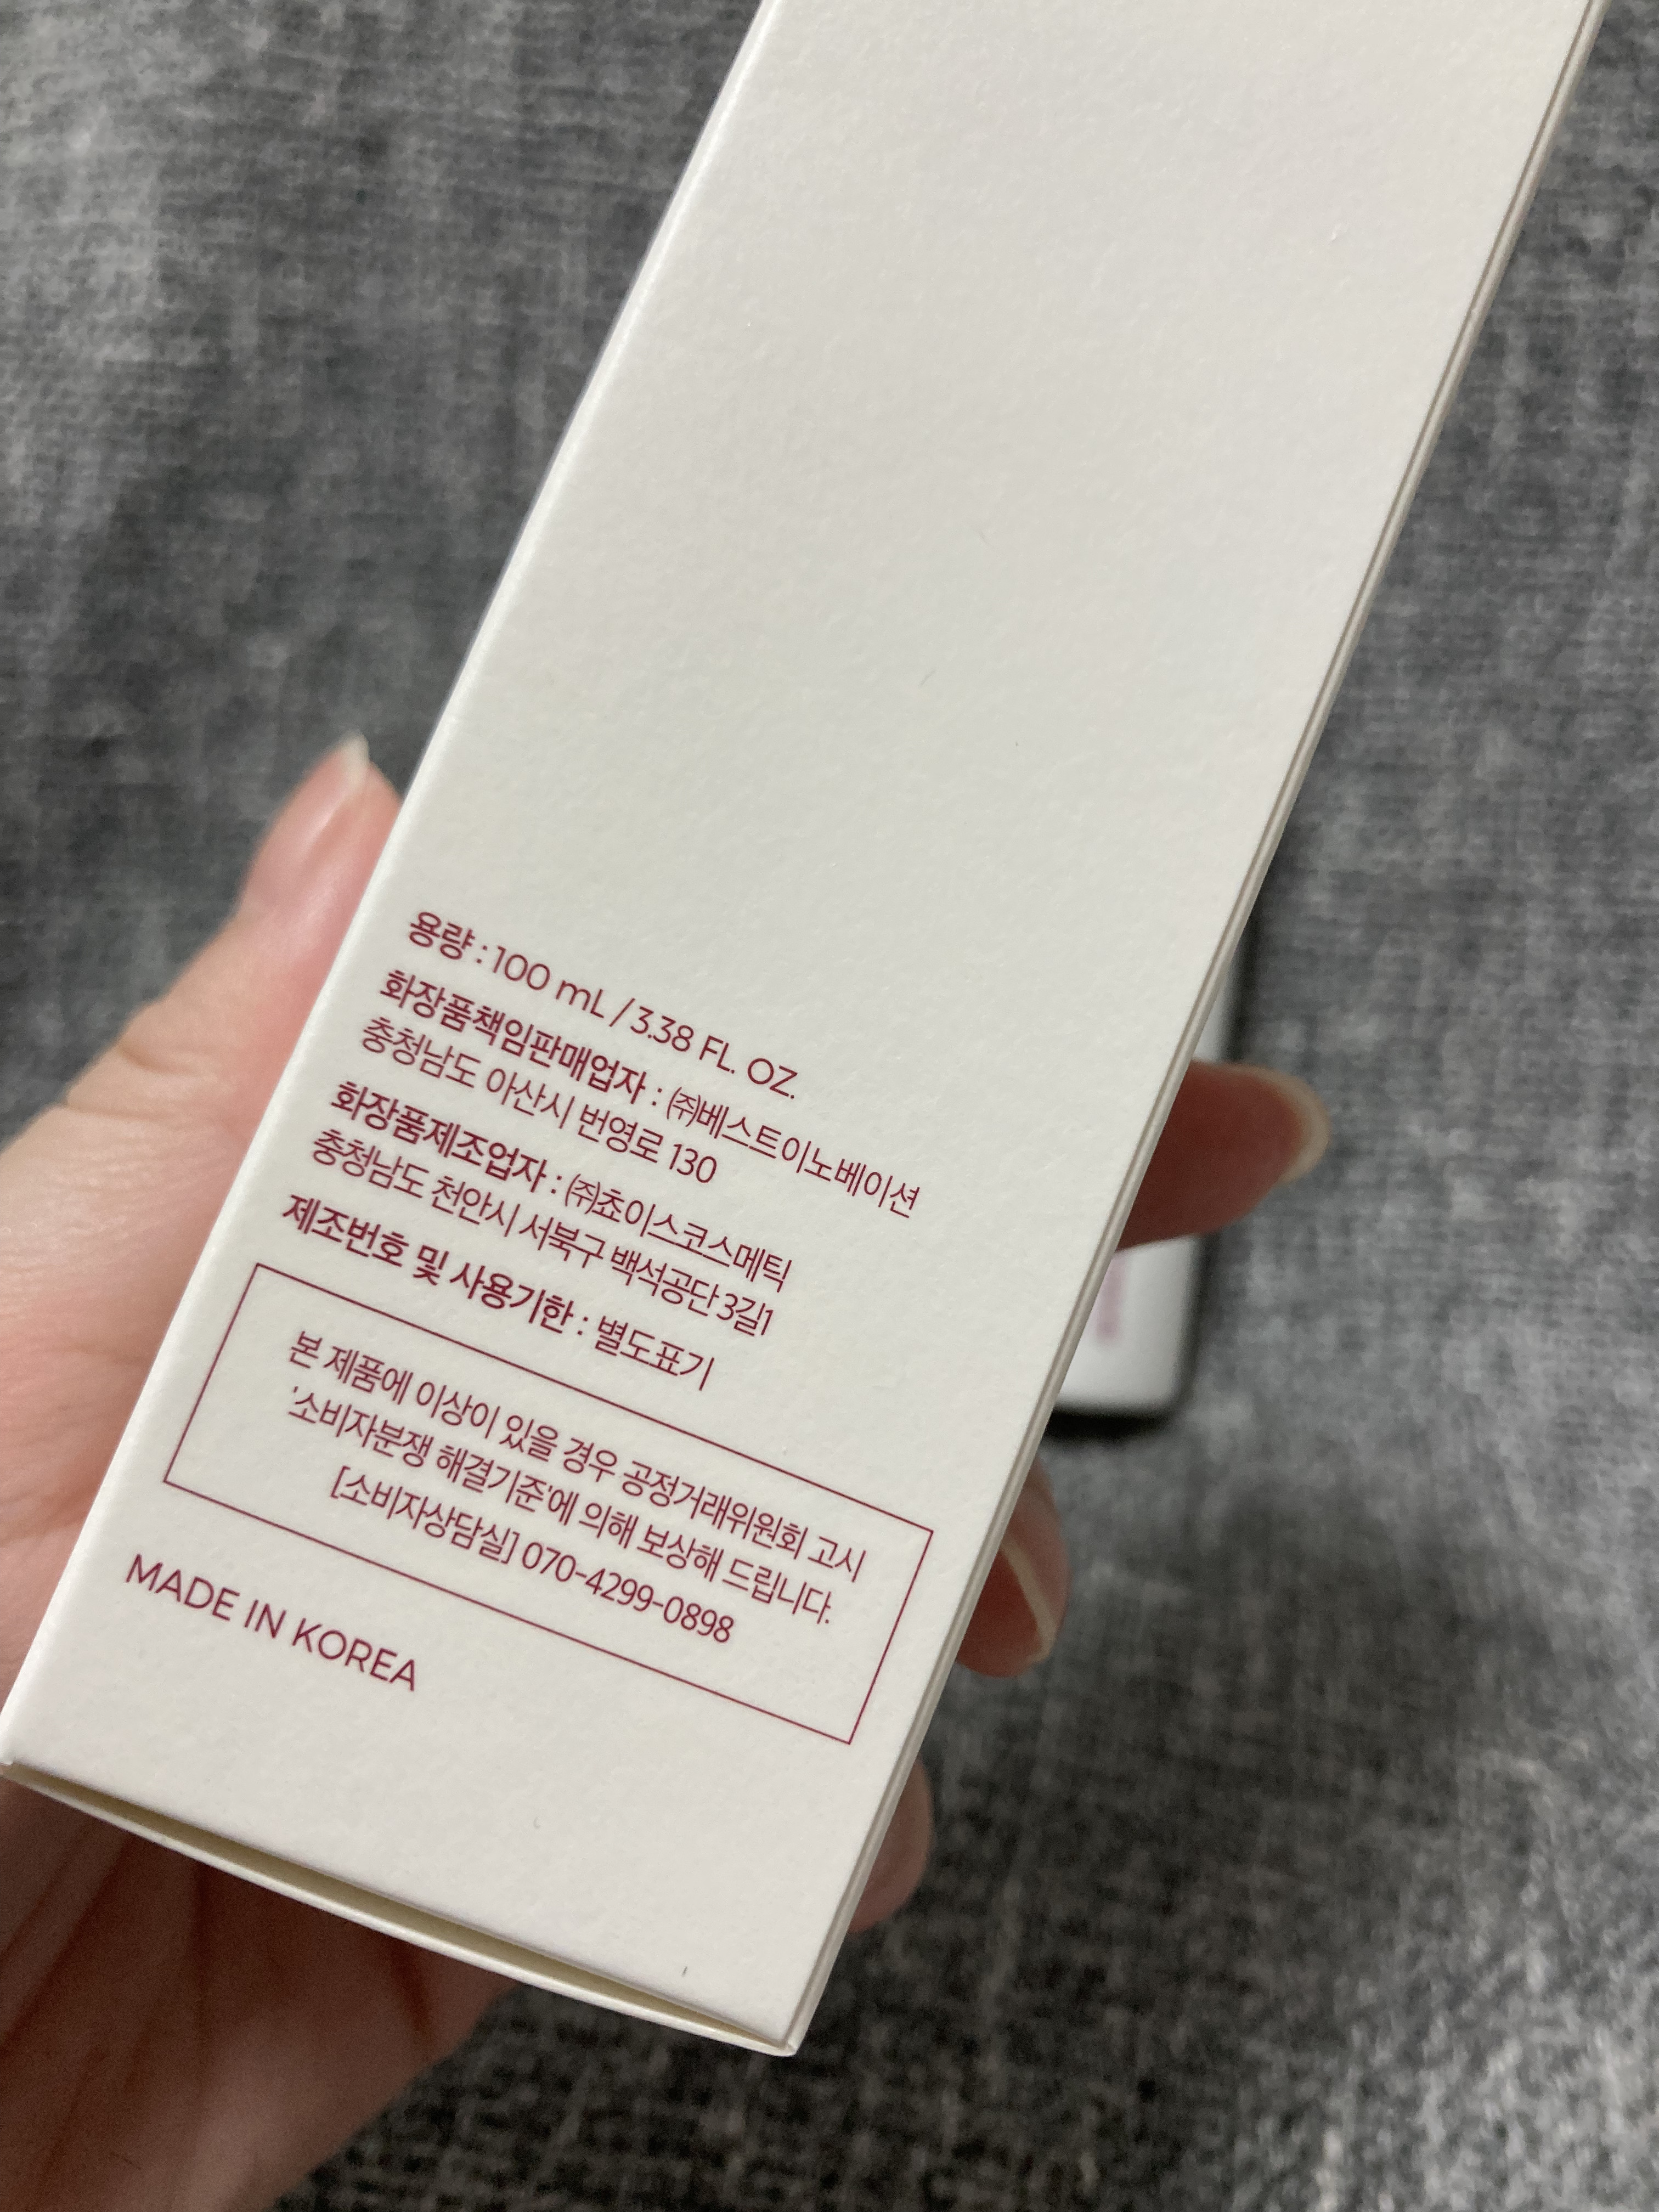 용량 : 100 mL / 3.38 FL. OZ.
화장품책임판매업자 : ㈜베스트이노베이션
충청남도 아산시 번영로 130
화장품제조업자 : ㈜쵸이스코스메틱
충청남도 천안시 서북구 백석공단 3길1
제조번호 및 사용기한 : 별도표기
본 제품에 이상이 있을 경우 공정거래위원회 고시
'소비자분쟁 해결기준'에 의해 보상해 드립니다.
[소비자상담실] 070-4299-0898
MADE IN KOREA